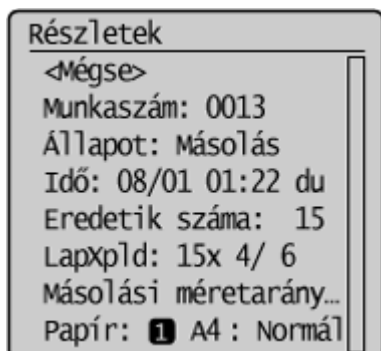 Részletek
<Mégse>
Munkaszám: 0013
Állapot: Másolás
Idő: 08/01 01:22 du
Eredetik száma: 15
LapXpld: 15x 4/ 6
Másolási méretarány…
Papír: 1 A4 : Normál